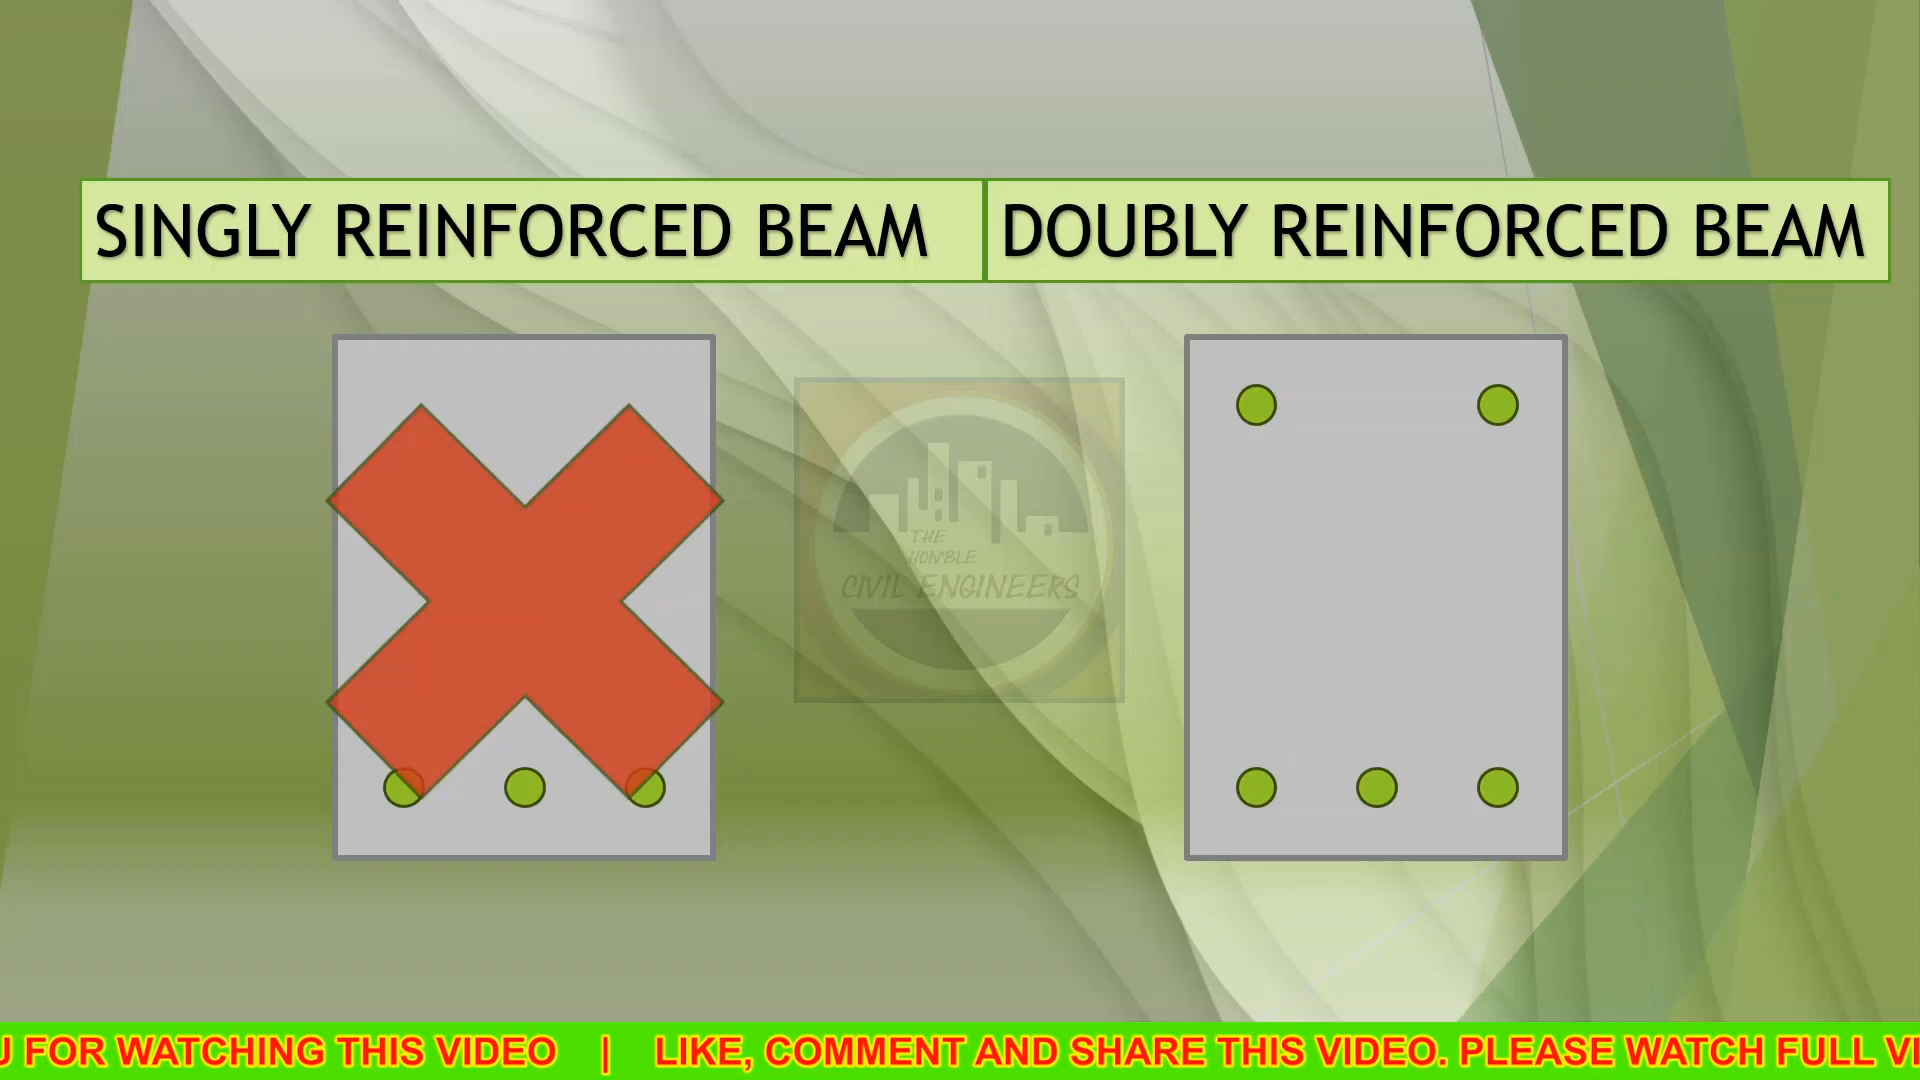 SINGLY REINFORCED BEAM
DOUBLY REINFORCED BEAM
THE
HON'BLE
CIVIL ENGINEERS
U FOR WATCHING THIS VIDEO | LIKE, COMMENT AND SHARE THIS VIDEO. PLEASE WATCH FULL VI